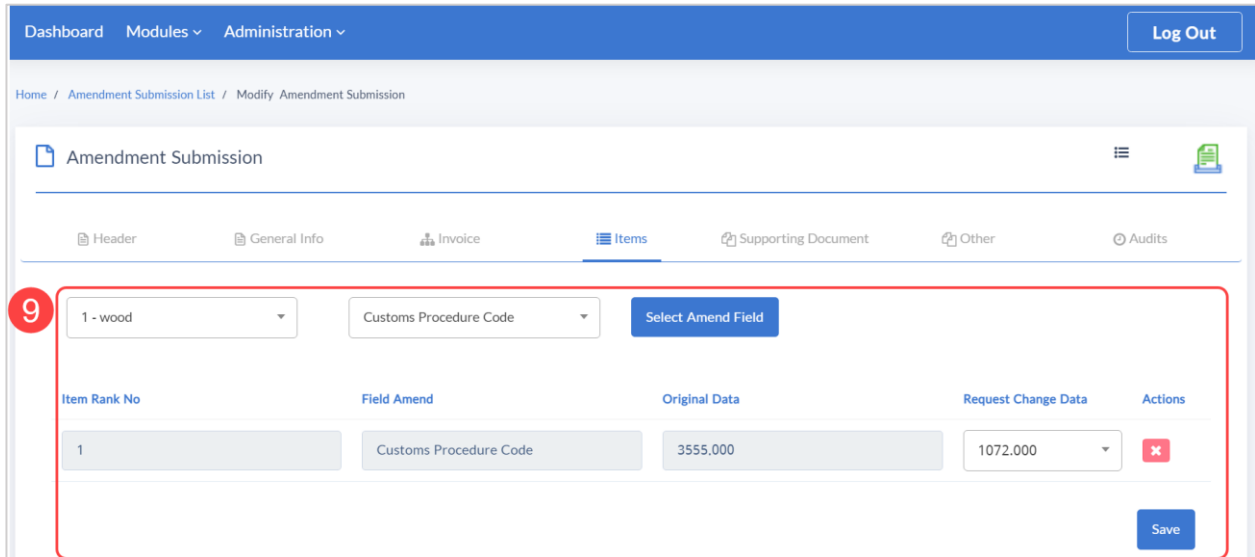 Dashboard Modules Administration Log Out
Home / Amendment Submission List / Modify Amendment Submission
Amendment Submission
Header General Info Invoice Items Supporting Document Other Audits
9
1 - wood Customs Procedure Code Select Amend Field
Item Rank No Field Amend Original Data Request Change Data Actions
1 Customs Procedure Code 3555,000 1072.000
Save